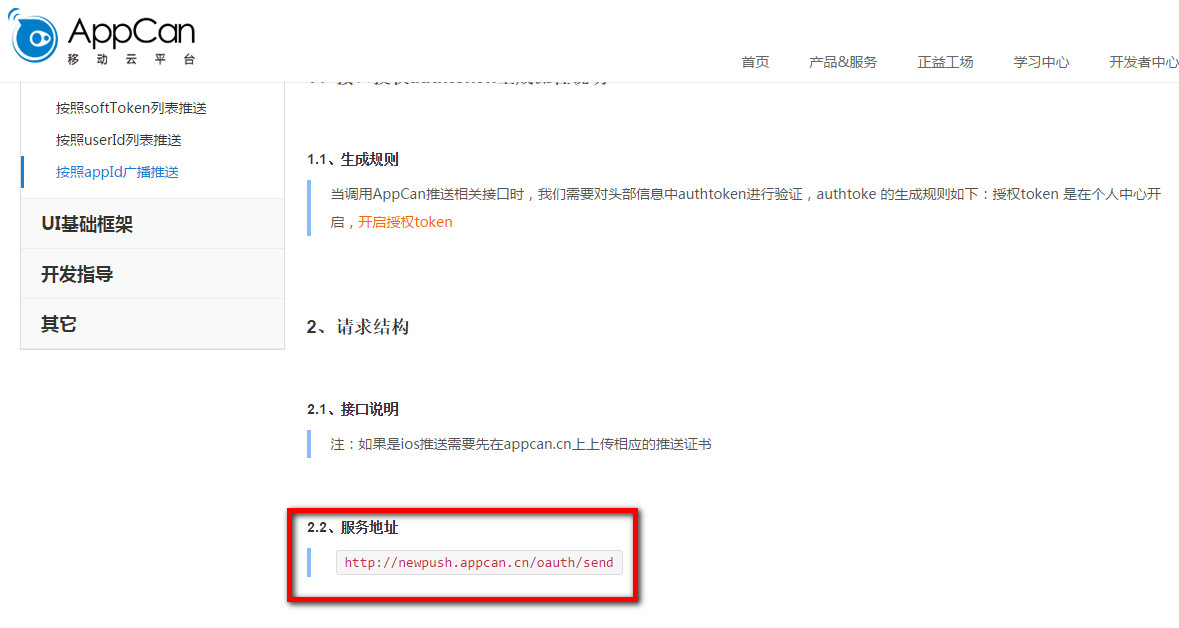 AppCan
移动云平台
首页 产品&服务 正益工场 学习中心 开发者中心
按照softToken列表推送
按照userId列表推送
按照appId广播推送
UI基础框架
开发指导
其它
1.1、生成规则
当调用AppCan推送相关接口时，我们需要对头部信息中authtoken进行验证，authtoke 的生成规则如下：授权token 是在个人中心开
启，开启授权token
2、请求结构
2.1、接口说明
注：如果是ios推送需要先在appcan.cn上上传相应的推送证书
2.2、服务地址
http://newpush.appcan.cn/oauth/send